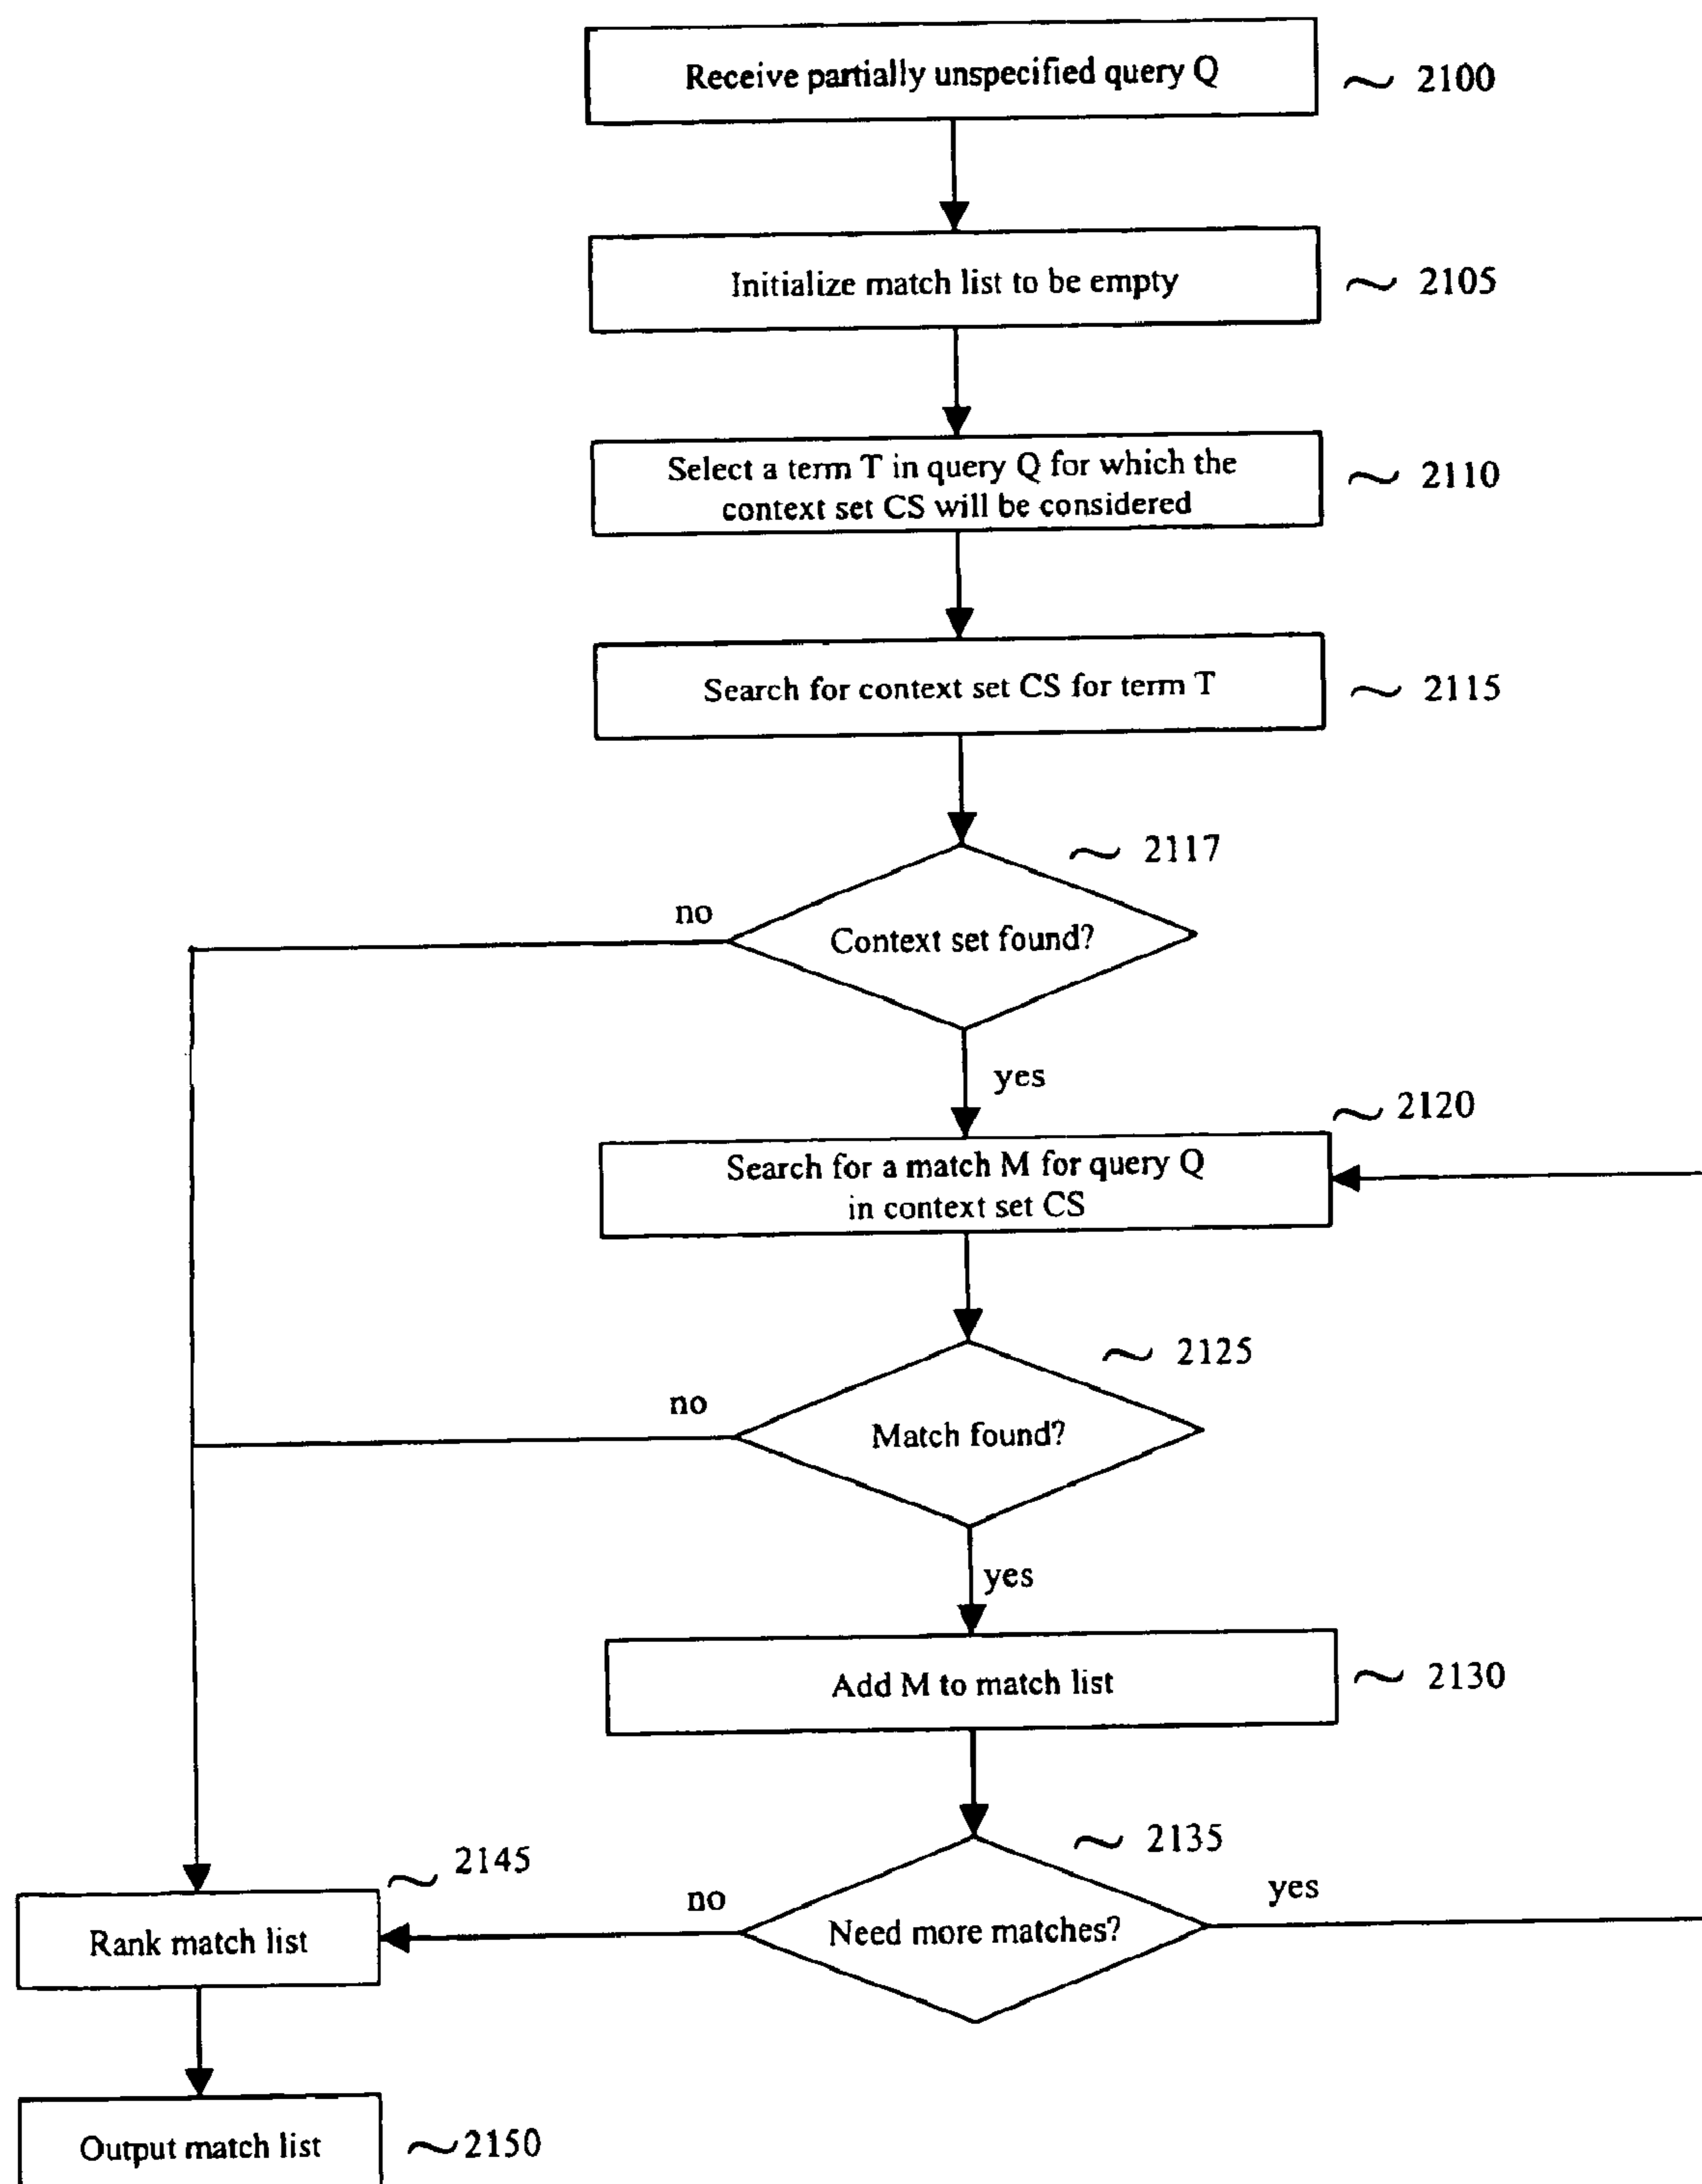 Receive partially unspecified query Q
~ 2100
Initialize match list to be empty
~ 2105
Select a term T in query Q for which the
context set CS will be considered
~ 2110
Search for context set CS for term T
~ 2115
~ 2117
no
Context set found?
yes
~ 2120
Search for a match M for query Q
in context set CS
~ 2125
no
Match found?
yes
Add M to match list
~ 2130
~ 2135
2145
no
yes
Rank match list
Need more matches?
Output match list
~2150